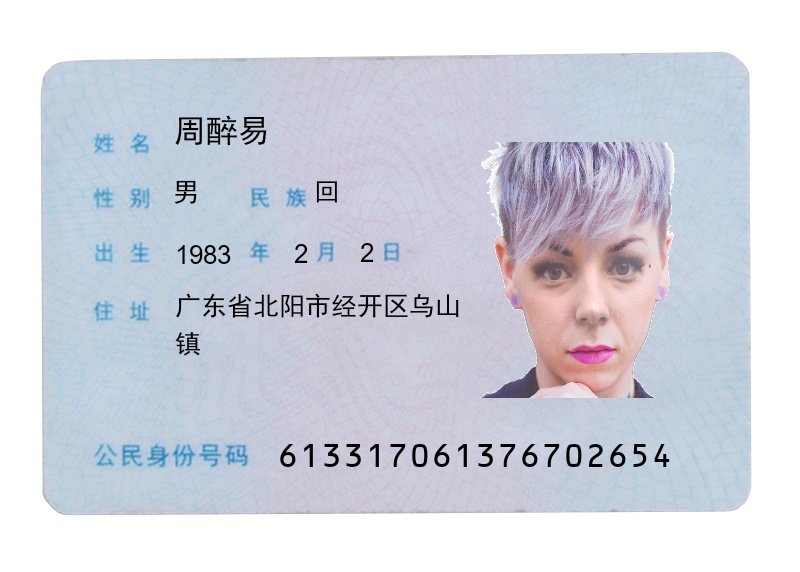 姓名 周醉易
性别 男 民族 回
出生 1983 年 2 月 2 日
住址 广东省北阳市经开区乌山
镇
公民身份号码 613317061376702654